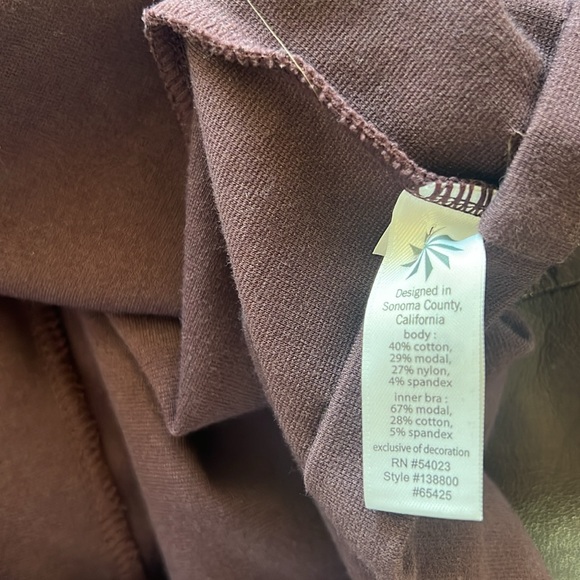 Designed in
Sonoma County,
California
body :
40% cotton,
29% modal,
27% nylon,
4% spandex
inner bra :
67% modal,
28% cotton,
5% spandex
exclusive of decoration
RN #54023
Style #138800
#65425